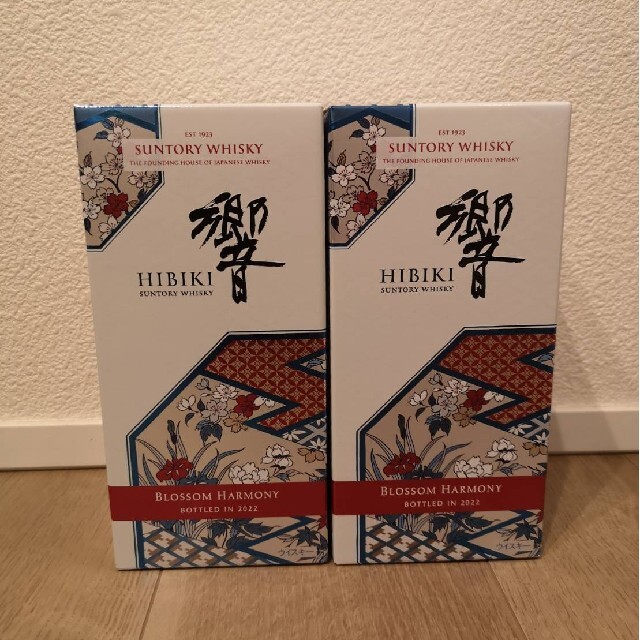 EST 1923
SUNTORY WHISKY
THE FOUNDING HOUSE OF JAPANESE WHISKY
響
HIBIKI
SUNTORY WHISKY
BLOSSOM HARMONY
BOTTLED IN 2022
ウイスキー
EST 1923
SUNTORY WHISKY
THE FOUNDING HOUSE OF JAPANESE WHISKY
響
HIBIKI
SUNTORY WHISKY
BLOSSOM HARMONY
BOTTLED IN 2022
ウイスキー